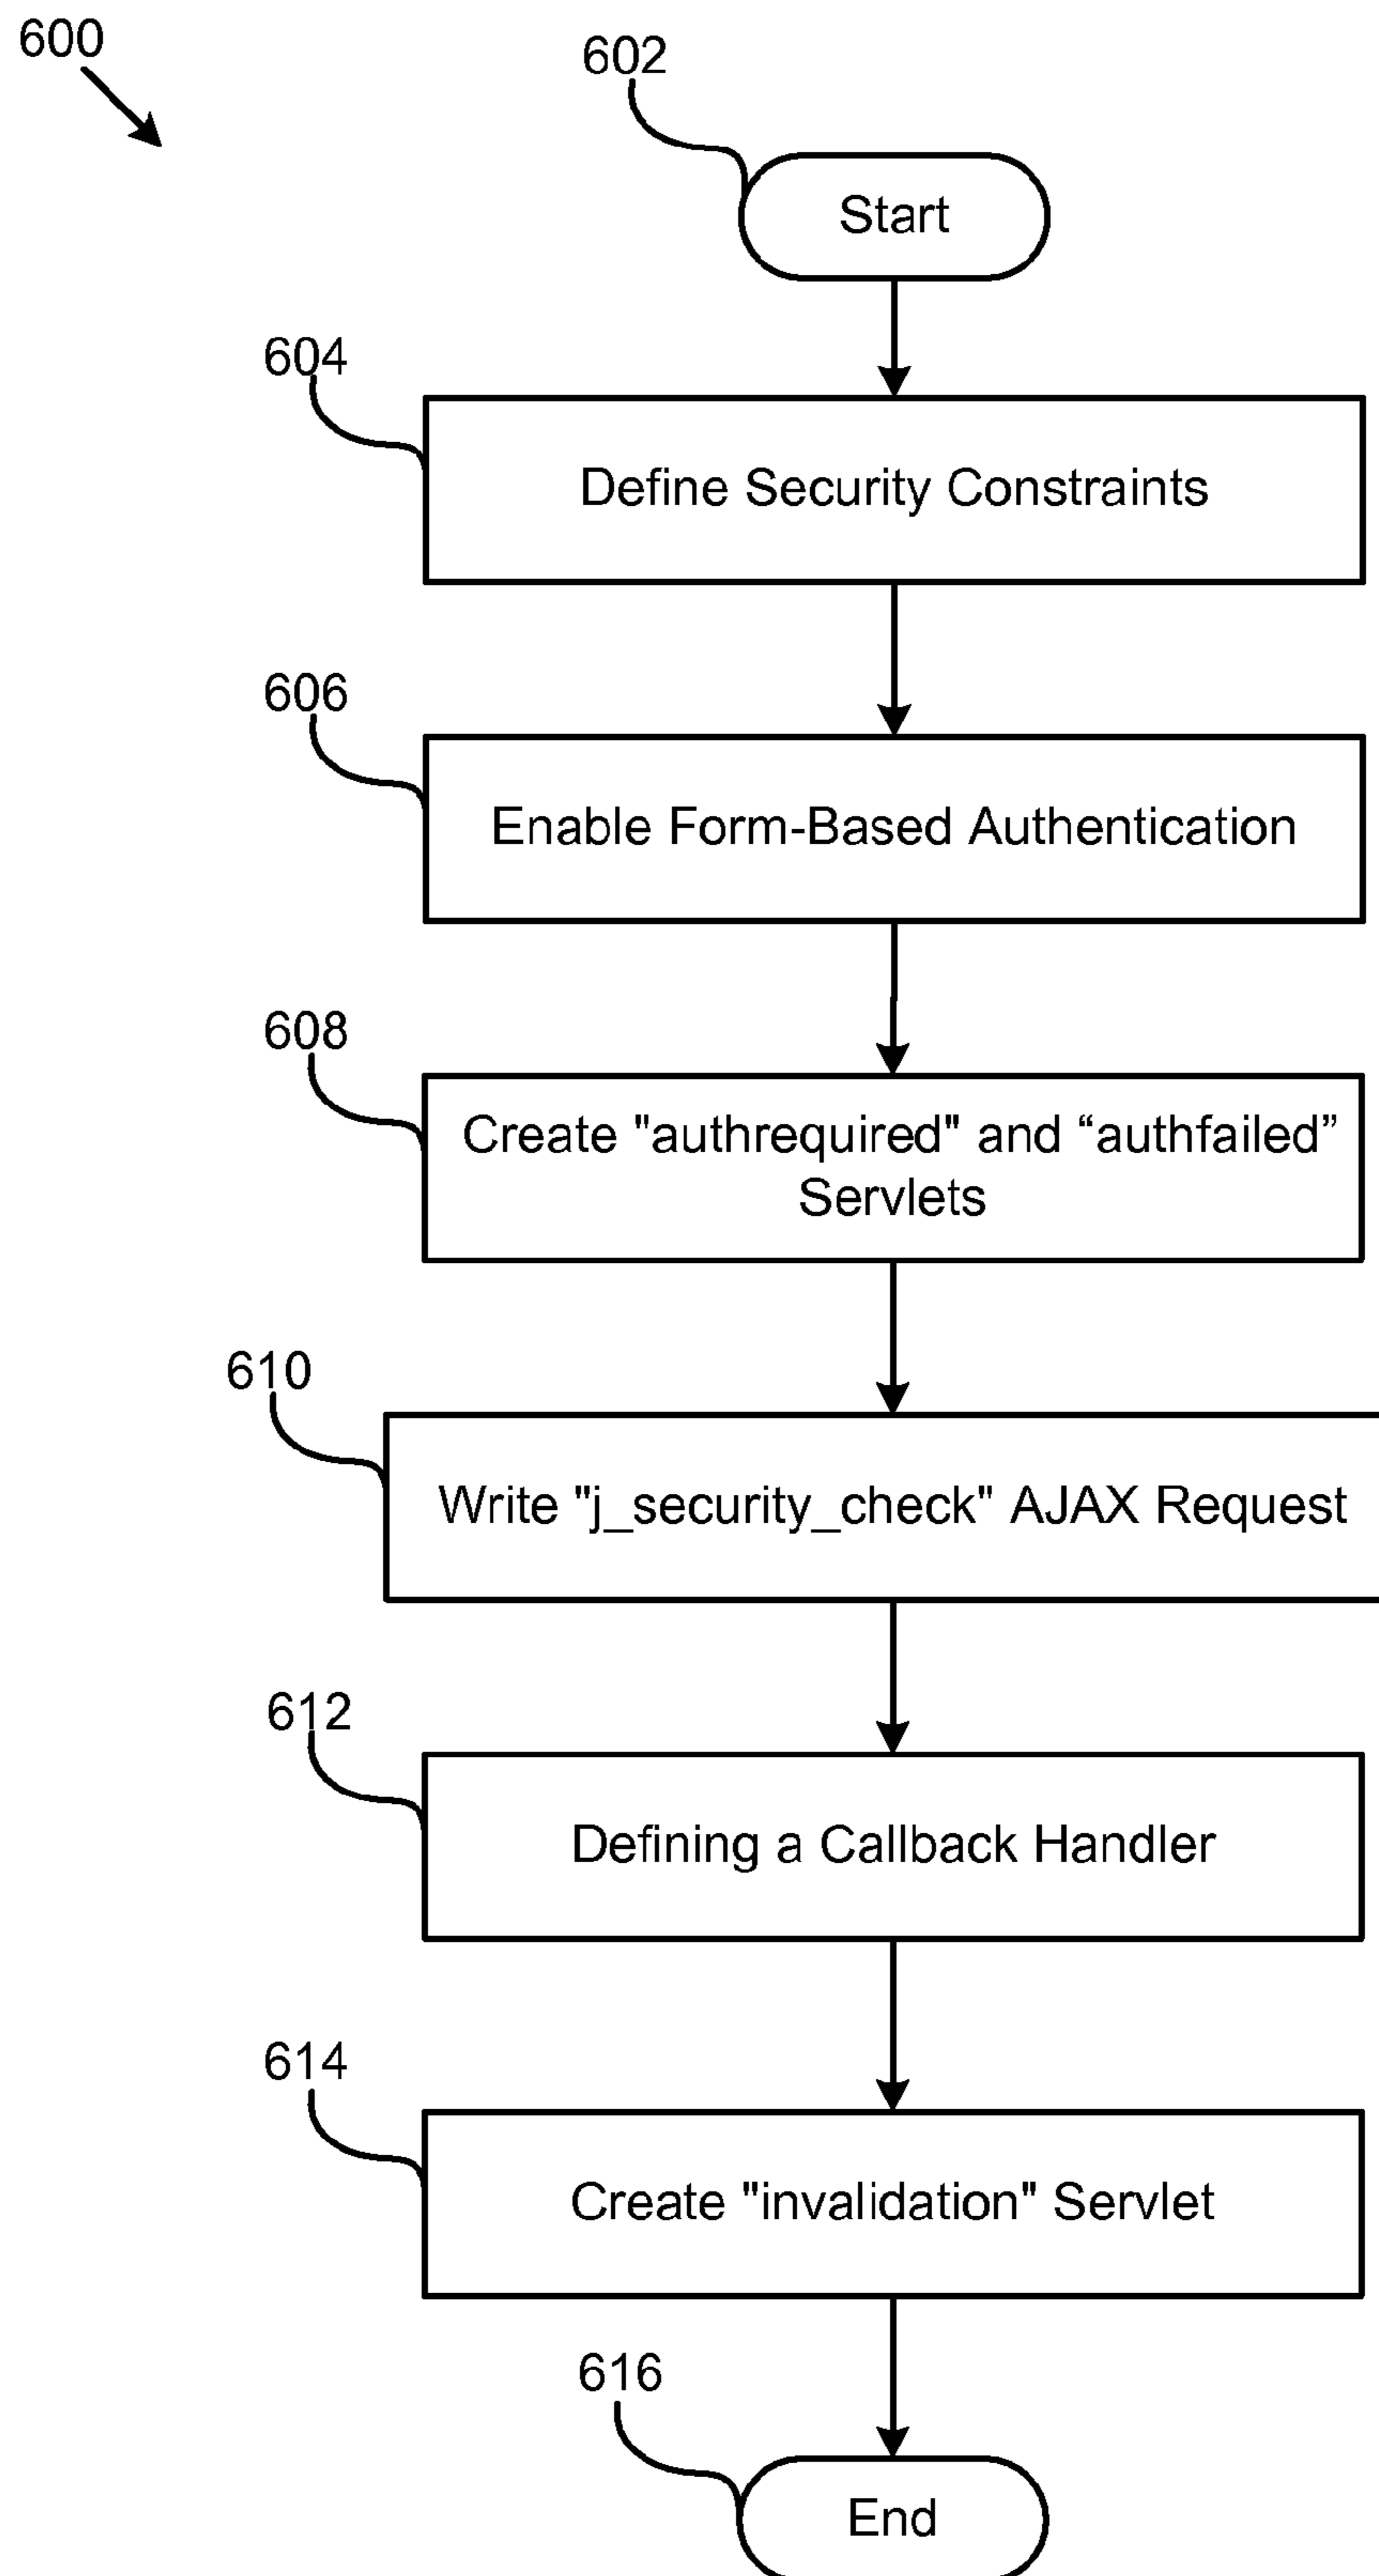 600
602
Start
604
Define Security Constraints
606
Enable Form-Based Authentication
608
Create "authrequired" and “authfailed”
Servlets
610
Write "j_security_check" AJAX Request
612
Defining a Callback Handler
614
Create "invalidation" Servlet
616
End